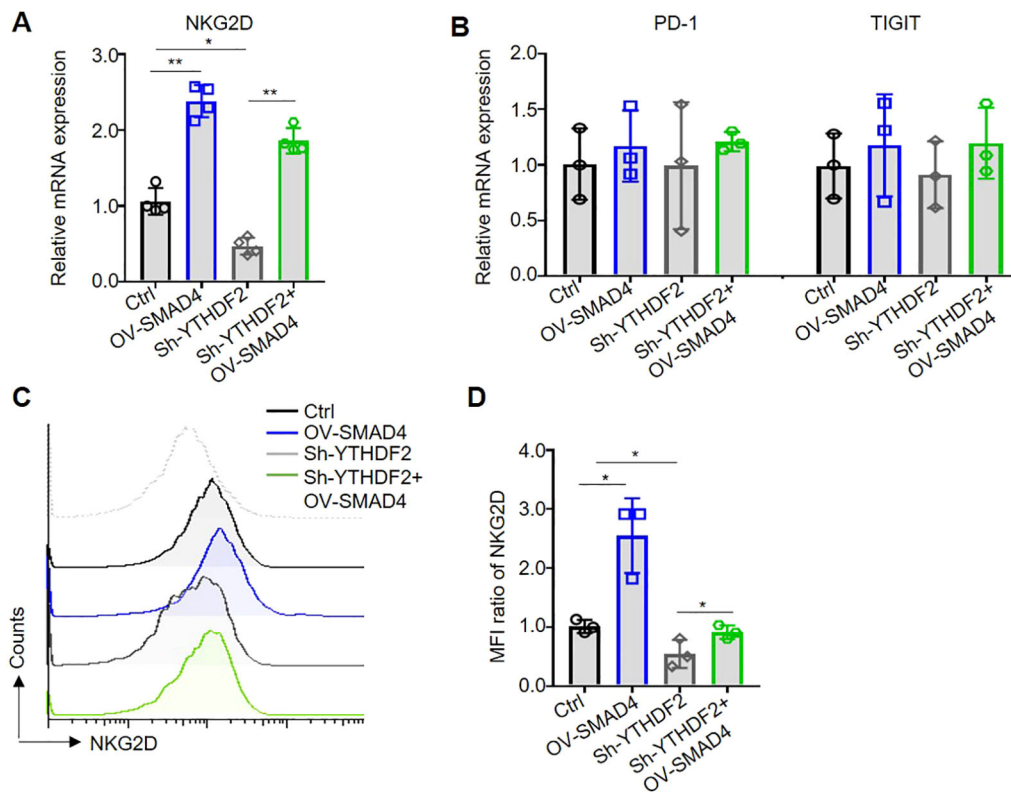 A
NKG2D
Relative mRNA expression
3.0
2.0
1.0
0.0
**
*
**
Ctrl
OV-SMAD4
Sh-YTHDF2
Sh-YTHDF2+
OV-SMAD4
B
PD-1
TIGIT
Relative mRNA expression
2.0
1.5
1.0
0.5
0.0
Ctrl
OV-SMAD4
Sh-YTHDF2
Sh-YTHDF2+
OV-SMAD4
Ctrl
OV-SMAD4
Sh-YTHDF2
Sh-YTHDF2+
OV-SMAD4
C
Ctrl
OV-SMAD4
Sh-YTHDF2
Sh-YTHDF2+
OV-SMAD4
Counts
NKG2D
D
MFI ratio of NKG2D
4.0
3.0
2.0
1.0
0.0
*
*
*
Ctrl
OV-SMAD4
Sh-YTHDF2
Sh-YTHDF2+
OV-SMAD4